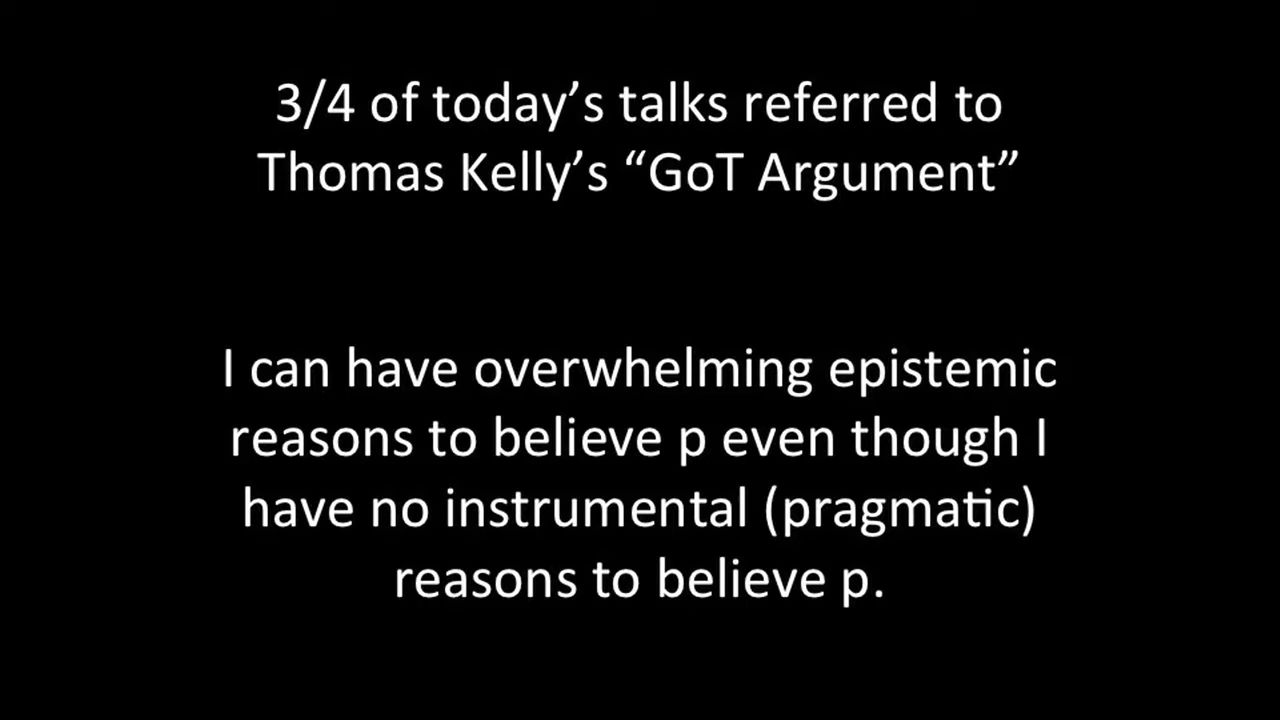 3/4 of today’s talks referred to
Thomas Kelly’s “GoT Argument”
I can have overwhelming epistemic
reasons to believe p even though I
have no instrumental (pragmatic)
reasons to believe p.